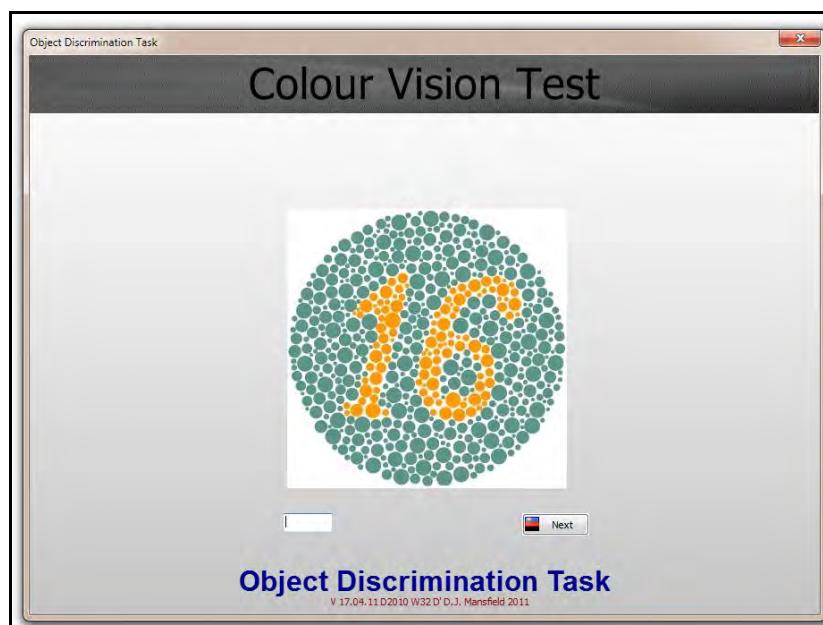 Object Discrimination Task
Colour Vision Test
16
Next
Object Discrimination Task
V 17.04.11 D2010 W32 D' D.J. Mansfield 2011